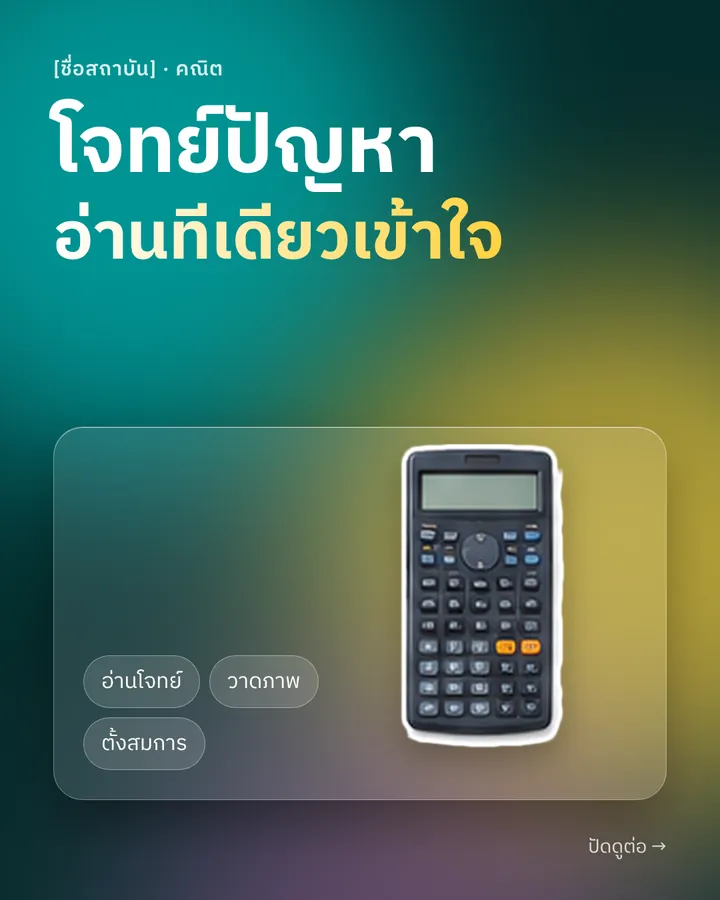 [ชื่อสถาบัน] · คณิต
โจทย์ปัญหา
อ่านทีเดียวเข้าใจ
อ่านโจทย์
วาดภาพ
ตั้งสมการ
ปัดดูต่อ →